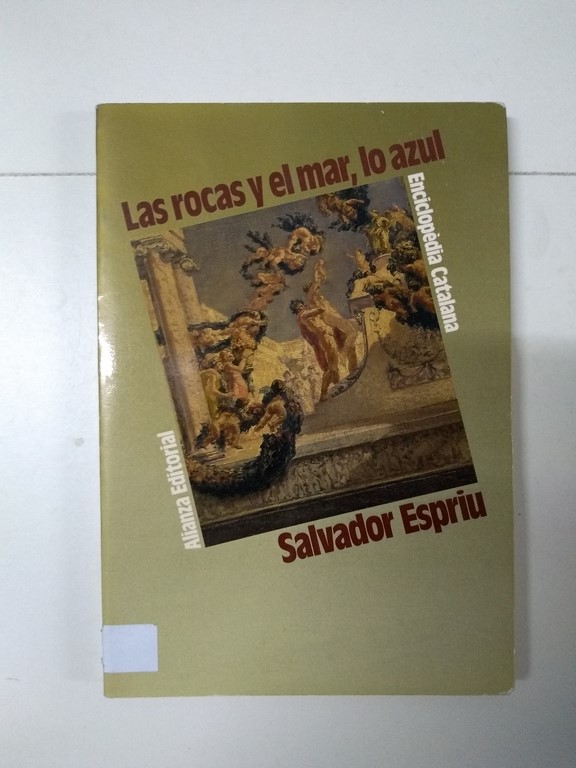 Las rocas y el mar, lo azul
Enciclopèdia Catalana
Alianza Editorial
Salvador Espriu